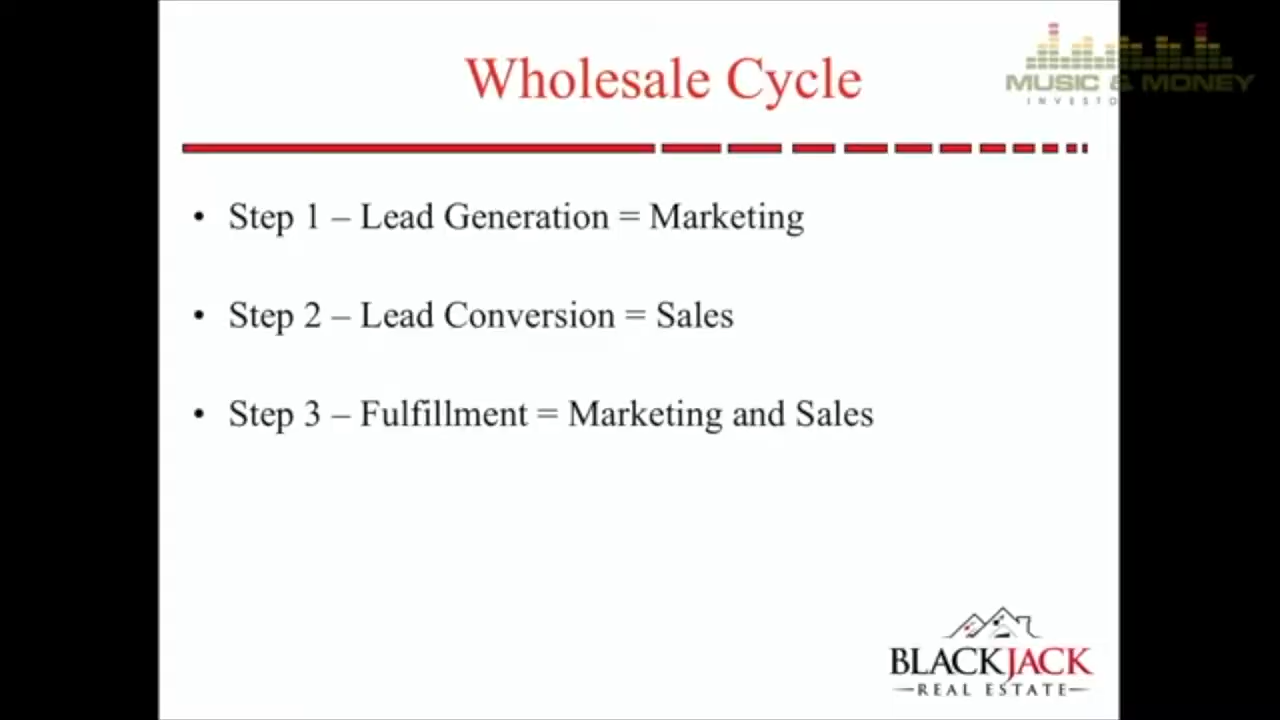 Wholesale Cycle
MUSIC & MONEY
INVESTO
• Step 1 – Lead Generation = Marketing
• Step 2 – Lead Conversion = Sales
• Step 3 – Fulfillment = Marketing and Sales
BLACKJACK
REAL ESTATE